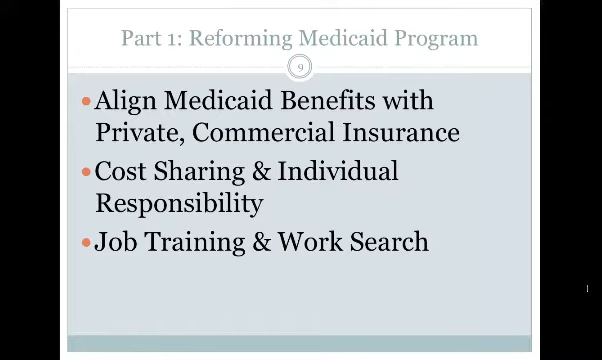 Part 1: Reforming Medicaid Program
9
• Align Medicaid Benefits with
Private, Commercial Insurance
• Cost Sharing & Individual
Responsibility
• Job Training & Work Search